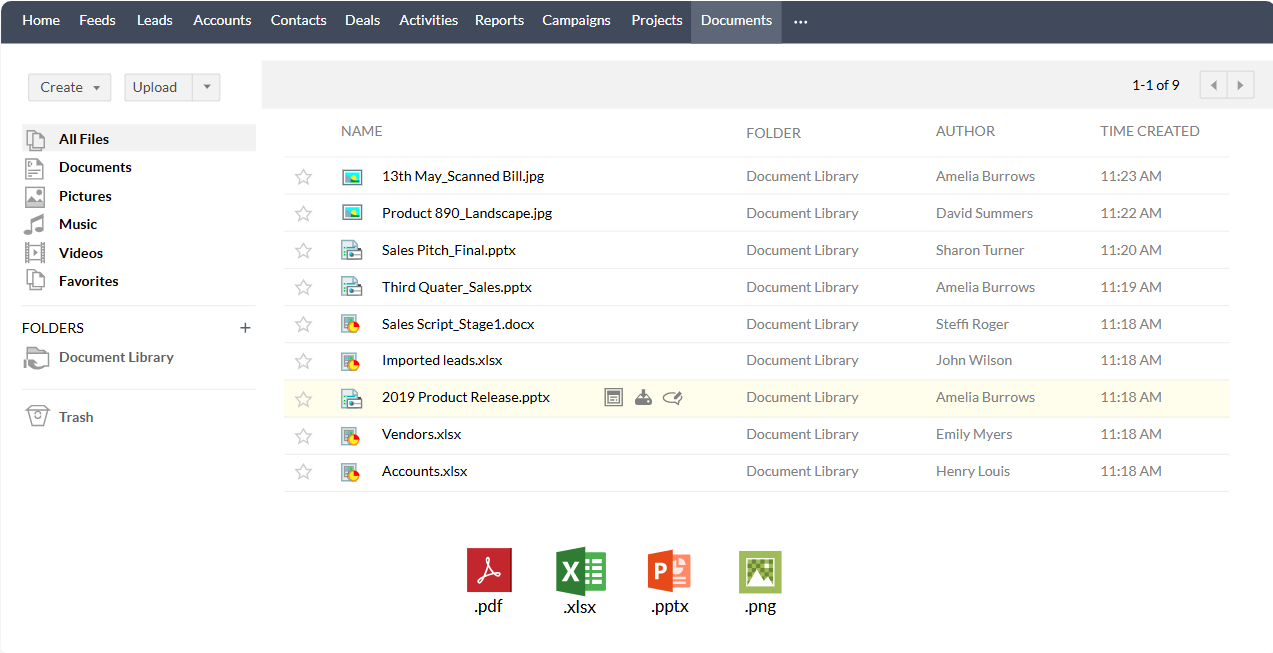 Home Feeds Leads Accounts Contacts Deals Activities Reports Campaigns Projects Documents ...
Create Upload 1-1 of 9
All Files
Documents
Pictures
Music
Videos
Favorites
FOLDERS +
Document Library
Trash
NAME FOLDER AUTHOR TIME CREATED
13th May_Scanned Bill.jpg Document Library Amelia Burrows 11:23 AM
Product 890_Landscape.jpg Document Library David Summers 11:22 AM
Sales Pitch_Final.pptx Document Library Sharon Turner 11:20 AM
Third Quater_Sales.pptx Document Library Amelia Burrows 11:19 AM
Sales Script_Stage1.docx Document Library Steffi Roger 11:18 AM
Imported leads.xlsx Document Library John Wilson 11:18 AM
2019 Product Release.pptx Document Library Amelia Burrows 11:18 AM
Vendors.xlsx Document Library Emily Myers 11:18 AM
Accounts.xlsx Document Library Henry Louis 11:18 AM
X P
.pdf .xlsx .pptx .png